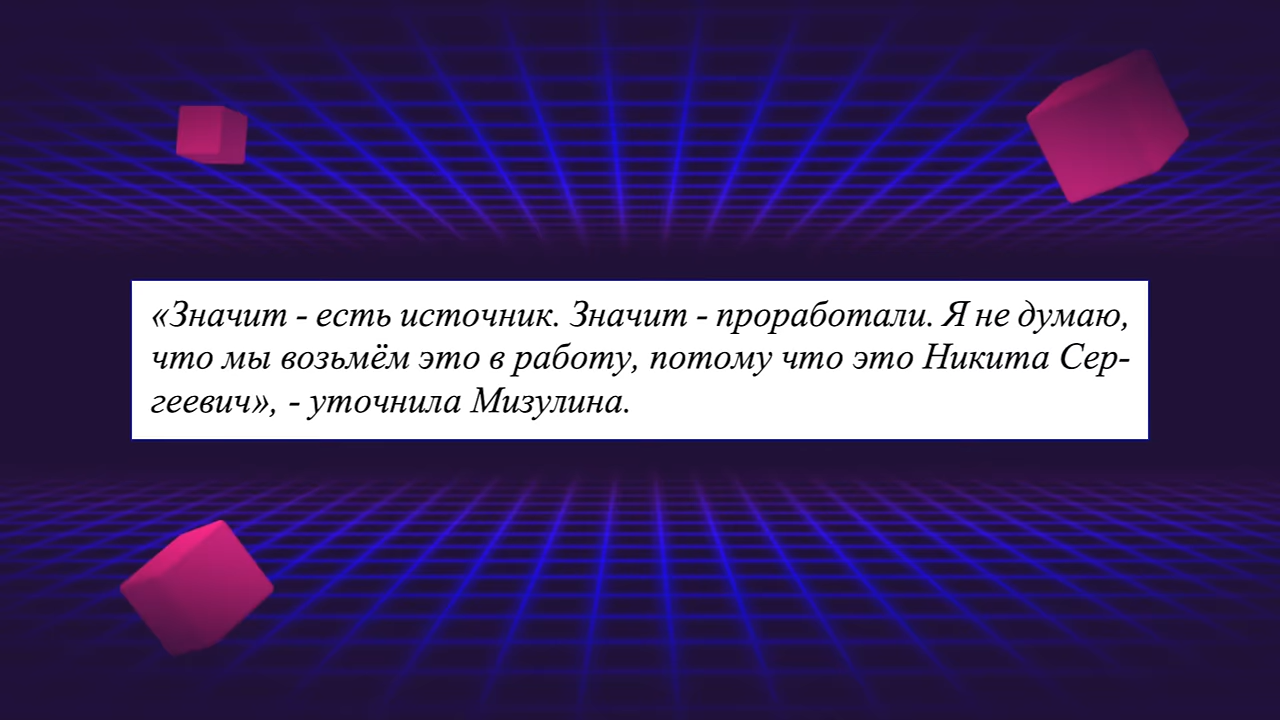 «Значит - есть источник. Значит - проработали. Я не думаю,
что мы возьмём это в работу, потому что это Никита Сер-
геевич», - уточнила Мизулина.